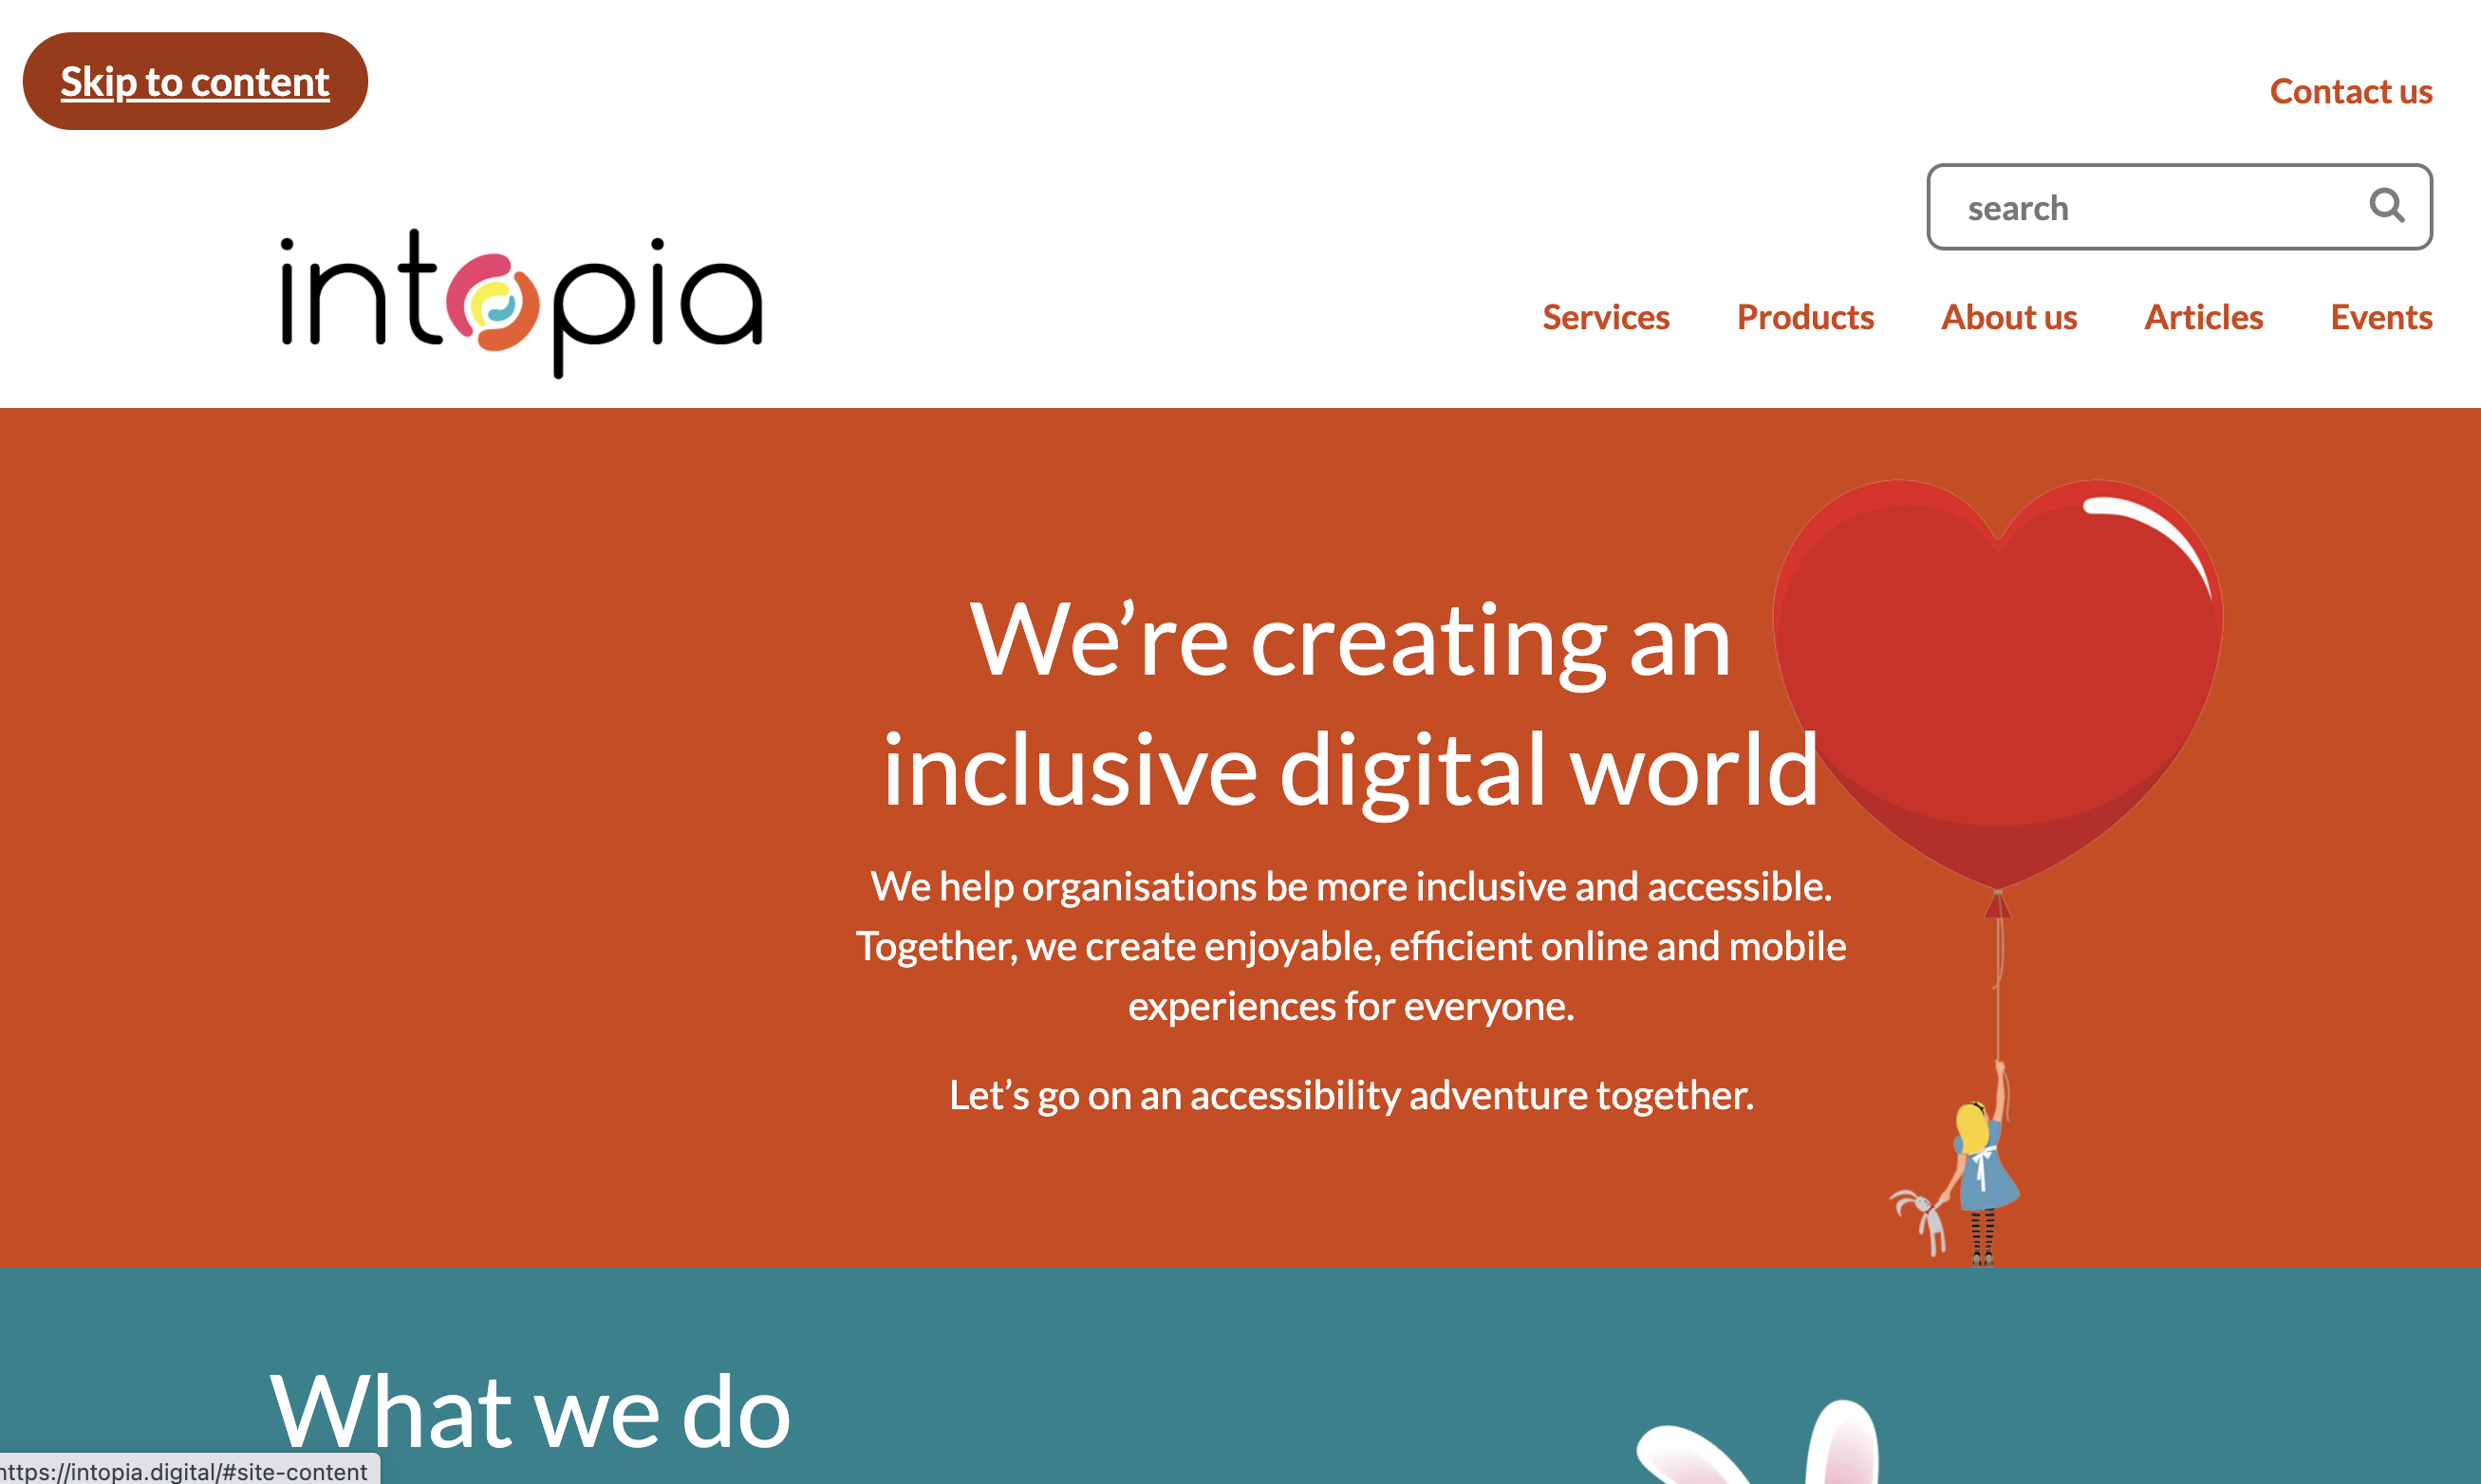 Skip to content
Contact us
search
intopia
Services Products About us Articles Events
We’re creating an
inclusive digital world
We help organisations be more inclusive and accessible.
Together, we create enjoyable, efficient online and mobile
experiences for everyone.
Let’s go on an accessibility adventure together.
What we do
https://intopia.digital/#site-content